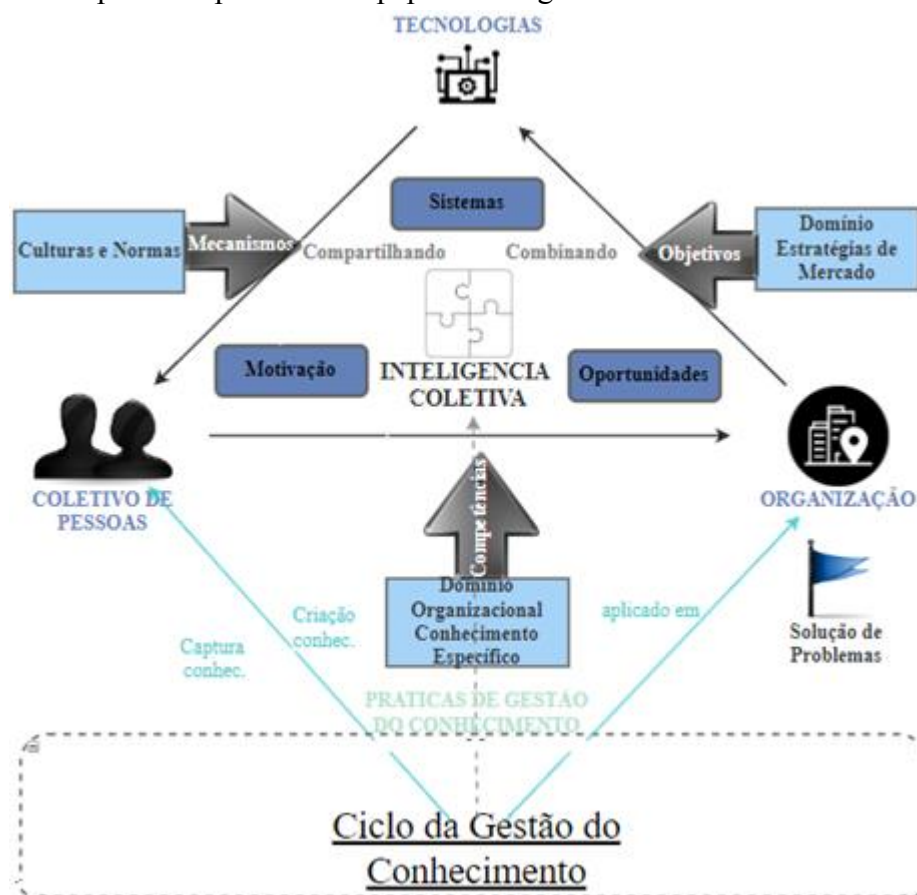 TECNOLOGIAS
Sistemas
Culturas e Normas
Mecanismos
Compartilhando
Combinando
Objetivos
Domínio
Estratégias de
Mercado
Motivação
INTELIGENCIA
COLETIVA
Oportunidades
COLETIVO DE
PESSOAS
Competências
ORGANIZAÇÃO
Domínio
Organizacional
Conhecimento
Específico
Criação
conhec.
Captura
conhec.
aplicado em
Solução de
Problemas
PRATICAS DE GESTÃO
DO CONHECIMENTO
Ciclo da Gestão do
Conhecimento